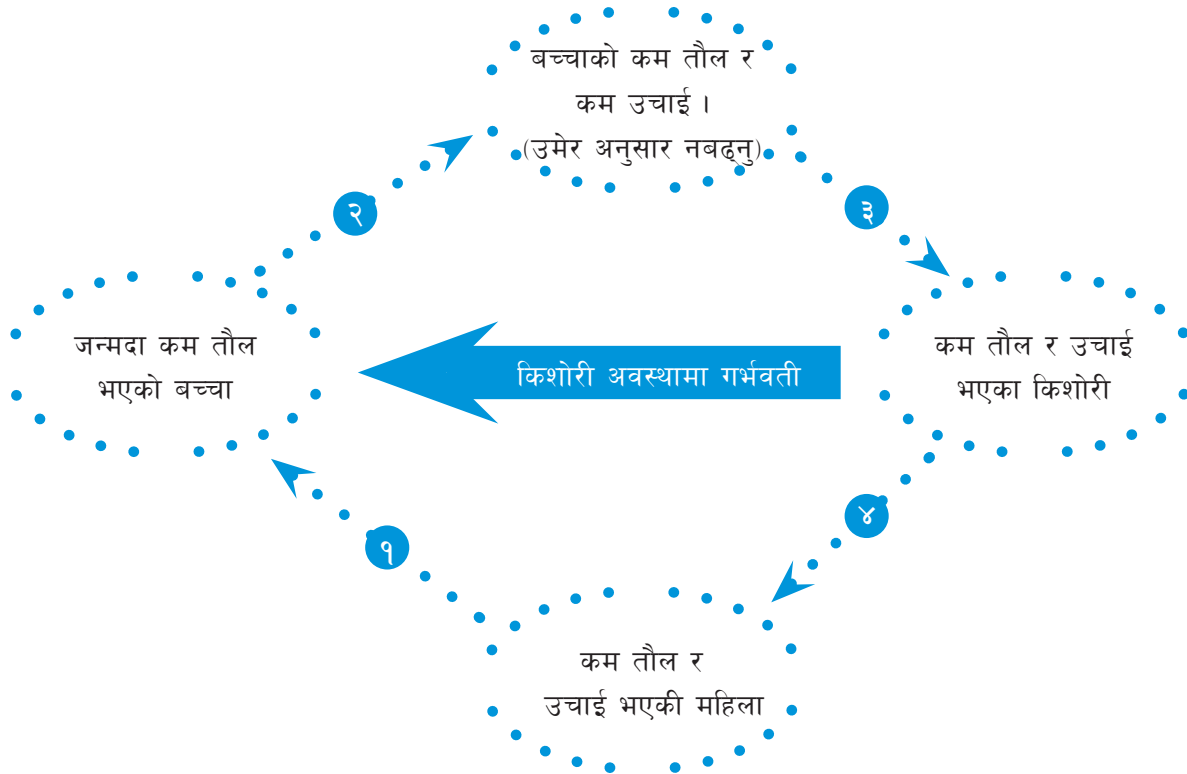 बच्चाको कम तौल र
कम उचाई ।
(उमेर अनुसार नबढ्नु)
२
३
जन्मदा कम तौल
भएको बच्चा
किशोरी अवस्थामा गर्भवती
कम तौल र उचाई
भएका किशोरी
१
४
कम तौल र
उचाई भएकी महिला